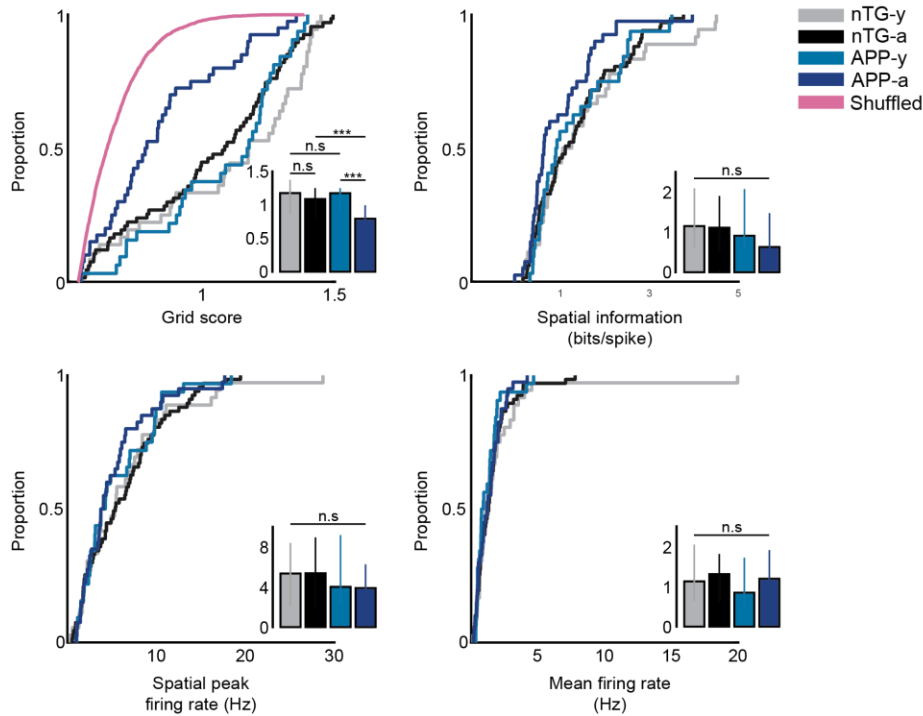 nTG-y
nTG-a
APP-y
APP-a
Shuffled
Proportion
1
0.5
0
1
1.5
Grid score
1.5
1
0.5
0
***
n.s
n.s
***
Proportion
1
0.5
0
1
3
5
Spatial information
(bits/spike)
2
1
0
n.s
Proportion
1
0.5
0
10
20
30
Spatial peak
firing rate (Hz)
8
4
0
n.s
Proportion
1
0.5
0
5
10
15
20
Mean firing rate
(Hz)
2
1
0
n.s